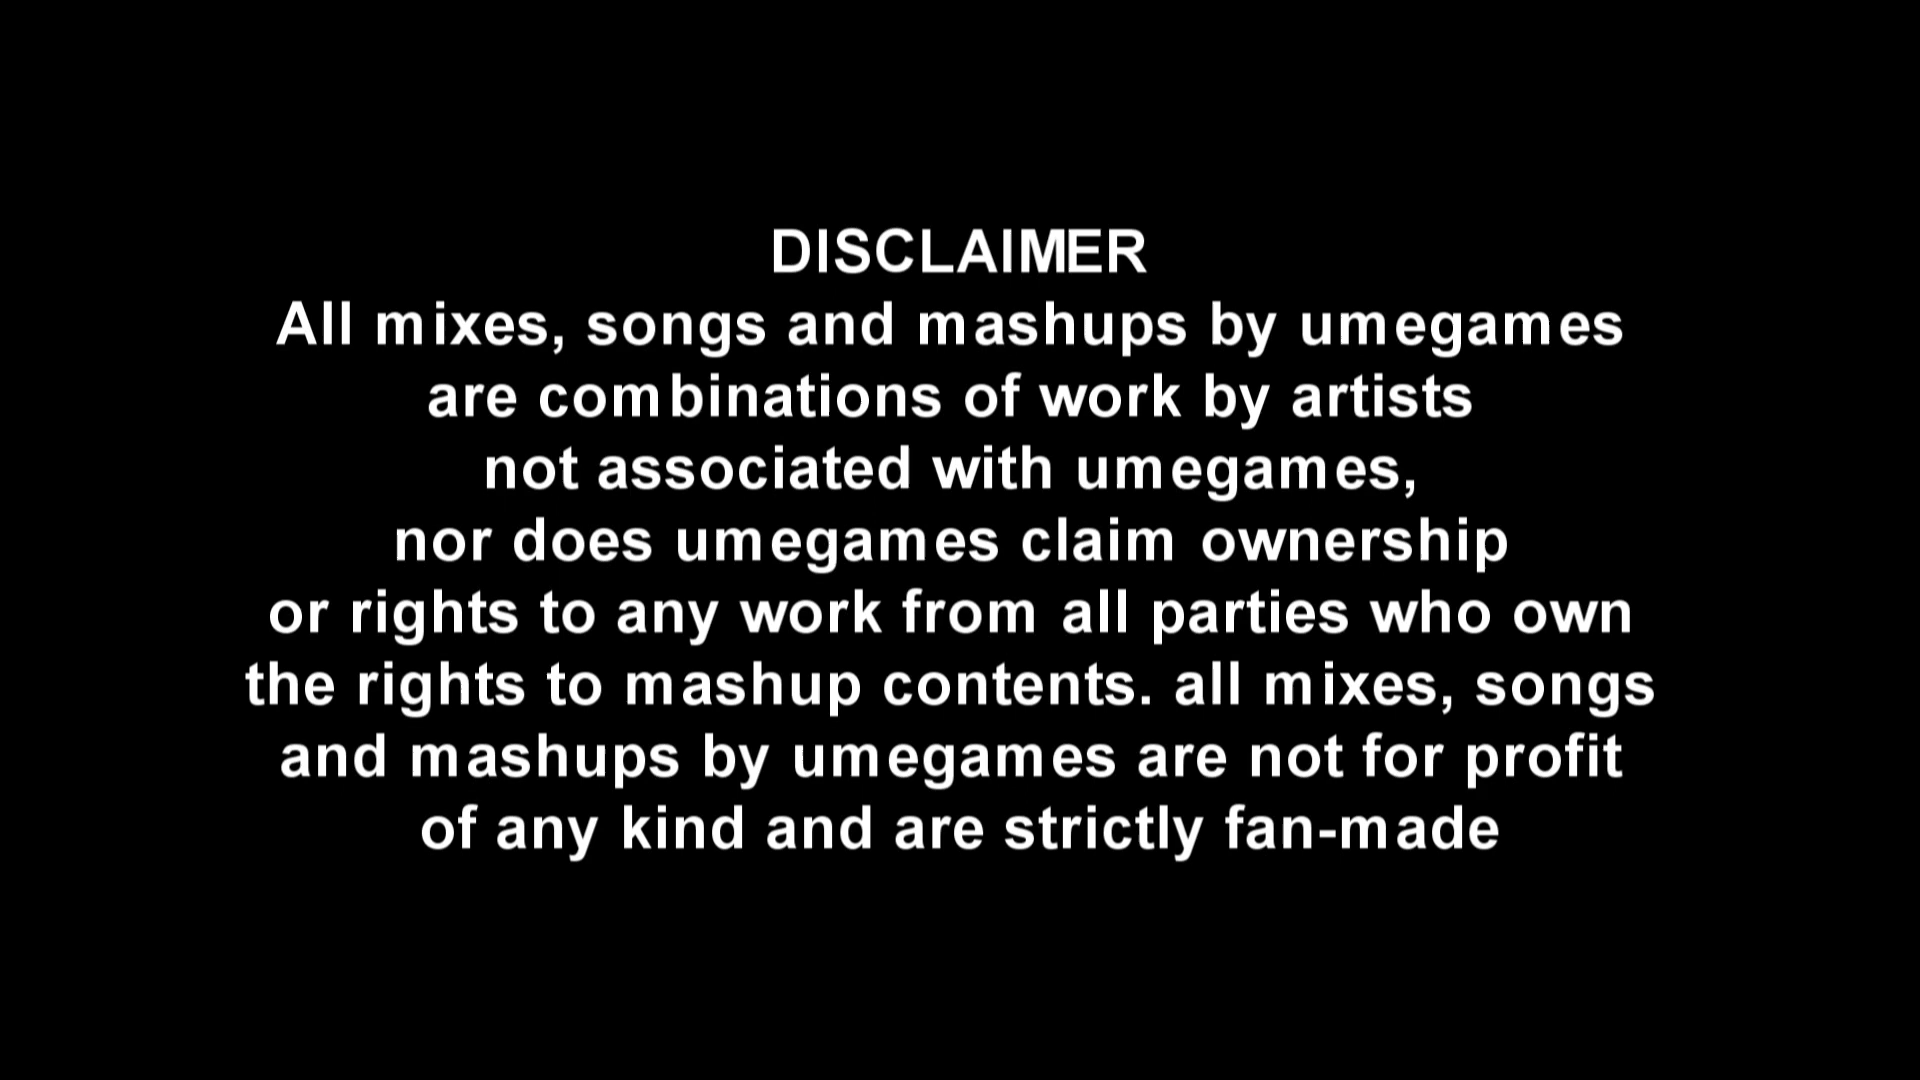 DISCLAIMER
All mixes, songs and mashups by umegames
are combinations of work by artists
not associated with umegames,
nor does umegames claim ownership
or rights to any work from all parties who own
the rights to mashup contents. all mixes, songs
and mashups by umegames are not for profit
of any kind and are strictly fan-made